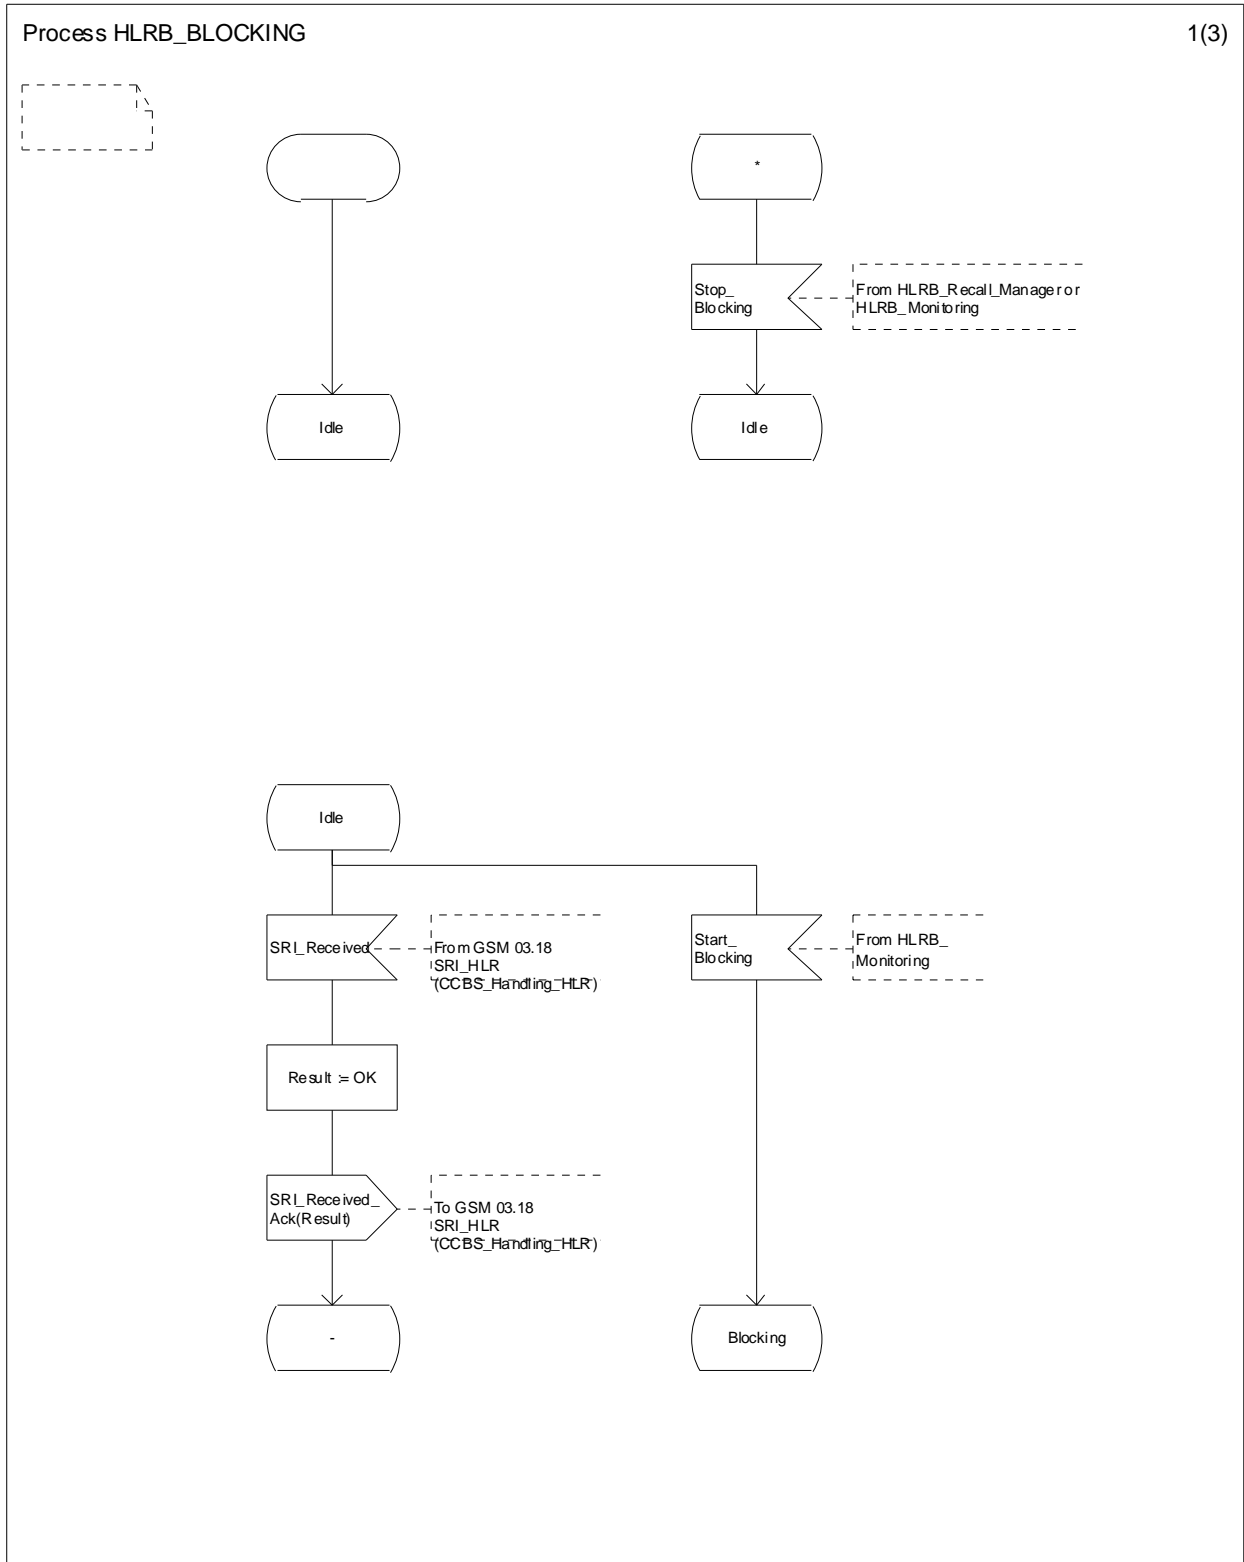 Process HLRB_BLOCKING
1(3)
*
Stop_
Blocking
From HLRB_Recall_Manager or
HLRB_Monitoring
Idle
Idle
Idle
SRI_Received
From GSM 03.18
SRI_HLR
(CCBS_Handling_HLR)
Start_
Blocking
From HLRB_
Monitoring
Result := OK
SRI_Received_
Ack(Result)
To GSM 03.18
SRI_HLR
(CCBS_Handling_HLR)
-
Blocking